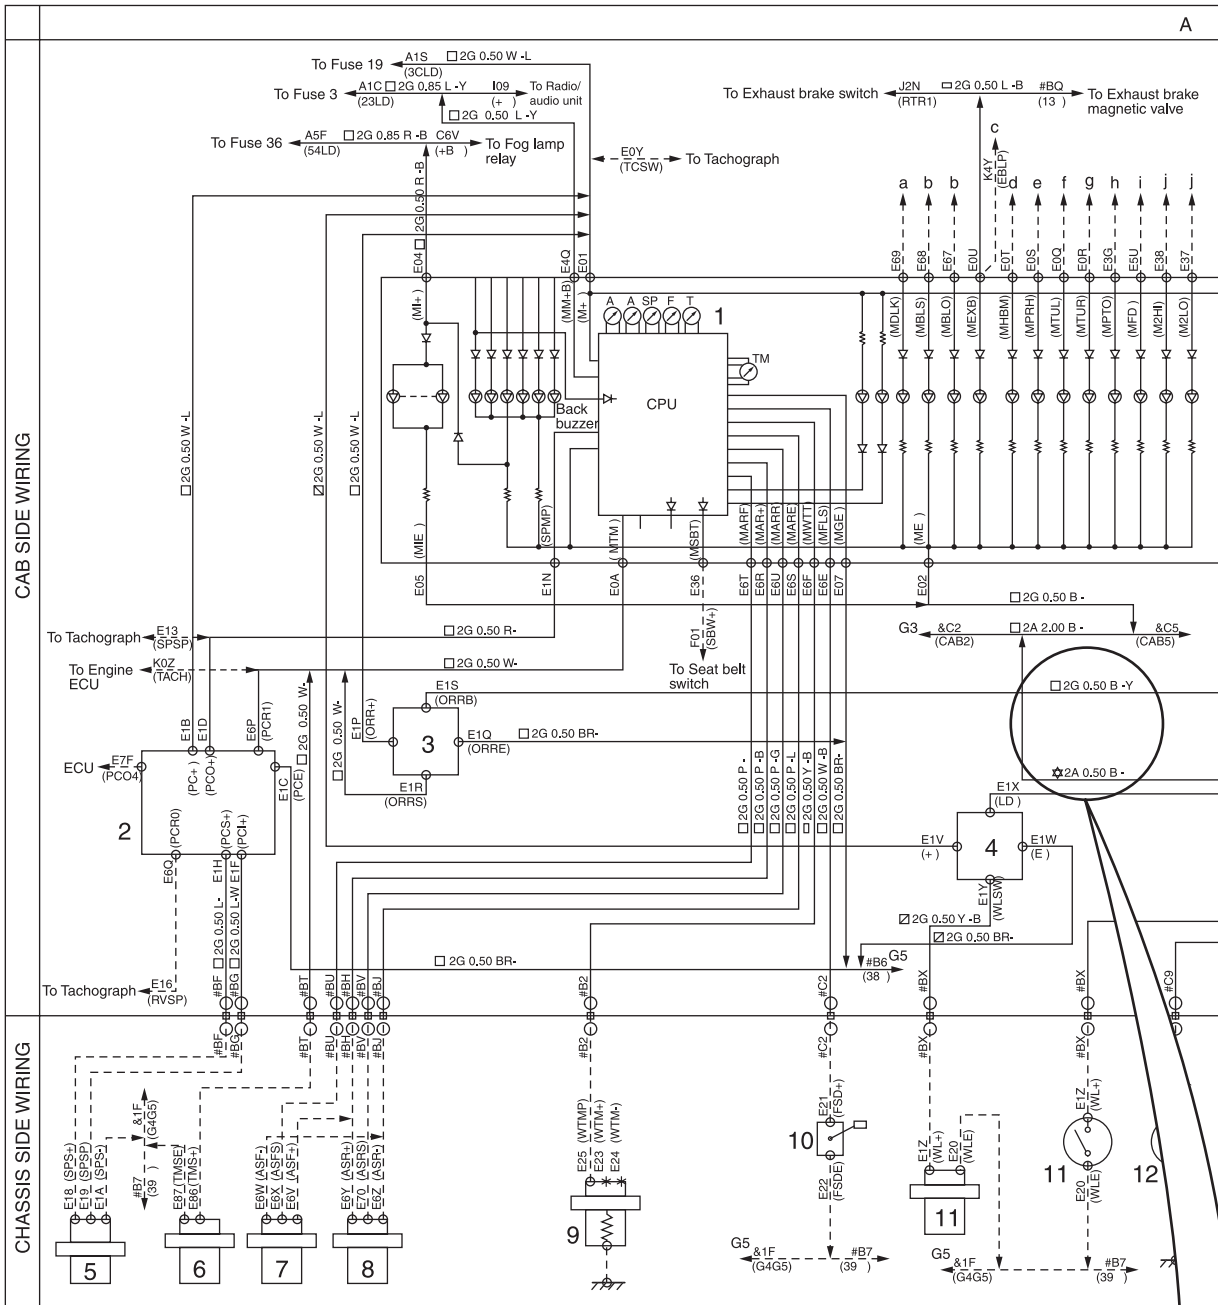 A
CAB SIDE WIRING
CHASSIS SIDE WIRING
To Fuse 19
A1S
(3CLD)
2G 0.50 W -L
To Fuse 3
A1C
(23LD)
2G 0.85 L -Y
I09
(+ )
To Radio/
audio unit
2G 0.50 L -Y
To Fuse 36
A5F
(54LD)
2G 0.85 R -B
C6V
(+B )
To Fog lamp
relay
E0Y
(TCSW)
To Tachograph
To Exhaust brake switch
J2N
(RTR1)
2G 0.50 L -B
#BQ
(13 )
To Exhaust brake
magnetic valve
c
K4Y
(EBLP)
a
b
b
d
e
f
g
h
i
j
j
2G 0.50 R -B
E04
E4Q
E01
E69
E68
E67
E0U
E0T
E0S
E0Q
E0R
E3G
E5U
E38
E37
(MI+ )
(MM+B)
(M+ )
(MDLK)
(MBLS)
(MBLO)
(MEXB)
(MHBM)
(MPRH)
(MTUL)
(MTUR)
(MPTO)
(MFD )
(M2HI)
(M2LO)
A
A
SP
F
T
1
TM
CPU
Back
buzzer
2G 0.50 W -L
2G 0.50 W -L
2G 0.50 W -L
(MIE )
(SPMP)
( MTM)
(MSBT)
(MARF)
(MAR+)
(MARR)
(MARE)
(MWTT)
(MFLS)
(MGE )
(ME )
E05
E1N
E0A
E36
E6T
E6R
E6U
E6S
E6F
E6E
E07
E02
2G 0.50 B -
To Tachograph
E13
(SPSP)
2G 0.50 R-
F01
(SBW+)
To Seat belt
switch
G3
&C2
(CAB2)
2A 2.00 B -
&C5
(CAB5)
To Engine
ECU
K0Z
(TACH)
2G 0.50 W-
2G 0.50 B -Y
E1B
E1D
E6P
(PCR1)
2G 0.50 W-
2G 0.50 W-
E1P
(ORR+)
E1S
(ORRB)
3
E1Q
(ORRE)
2G 0.50 BR-
E1R
(ORRS)
ECU
E7F
(PCO4)
(PC+ )
(PCO+)
E1C
(PCE)
2
(PCR0)
(PCS+)
(PCI+)
E6Q
E1H
E1F
2G 0.50 P -
2G 0.50 P -B
2G 0.50 P -G
2G 0.50 P -L
2G 0.50 Y -B
2G 0.50 W -B
2G 0.50 BR-
2A 0.50 B -
E1X
(LD )
E1V
(+ )
4
E1W
(E )
E1Y
(WLSW)
2G 0.50 Y -B
2G 0.50 BR-
2G 0.50 L-
2G 0.50 L-W
2G 0.50 BR-
#B6
(38 )
G5
To Tachograph
E16
(RVSP)
#BF
#BG
#BT
#BU
#BH
#BV
#BJ
#B2
#C2
#BX
#BX
#C9
#BF
#BG
#BT
#BU
#BH
#BV
#BJ
#B2
#C2
#BX
#BX
&1F
(G4G5)
#B7
(39 )
E18 (SPS+)
E19 (SPSP)
E1A (SPS-)
E87 (TMSE)
E86(TMS+)
E6W (ASF-)
E6X (ASFS)
E6V (ASF+)
E6Y (ASR+)
E70 (ASRS)
E6Z (ASR-)
E25 (WTMP)
E23 (WTM+)
E24 (WTM-)
E21
(FSD+)
10
E22
(FSDE)
E1Z
(WL+)
E20
(WLE)
E1Z
(WL+)
11
E20
(WLE)
12
5
6
7
8
9
11
G5
&1F
(G4G5)
#B7
(39 )
G5
&1F
(G4G5)
#B7
(39 )